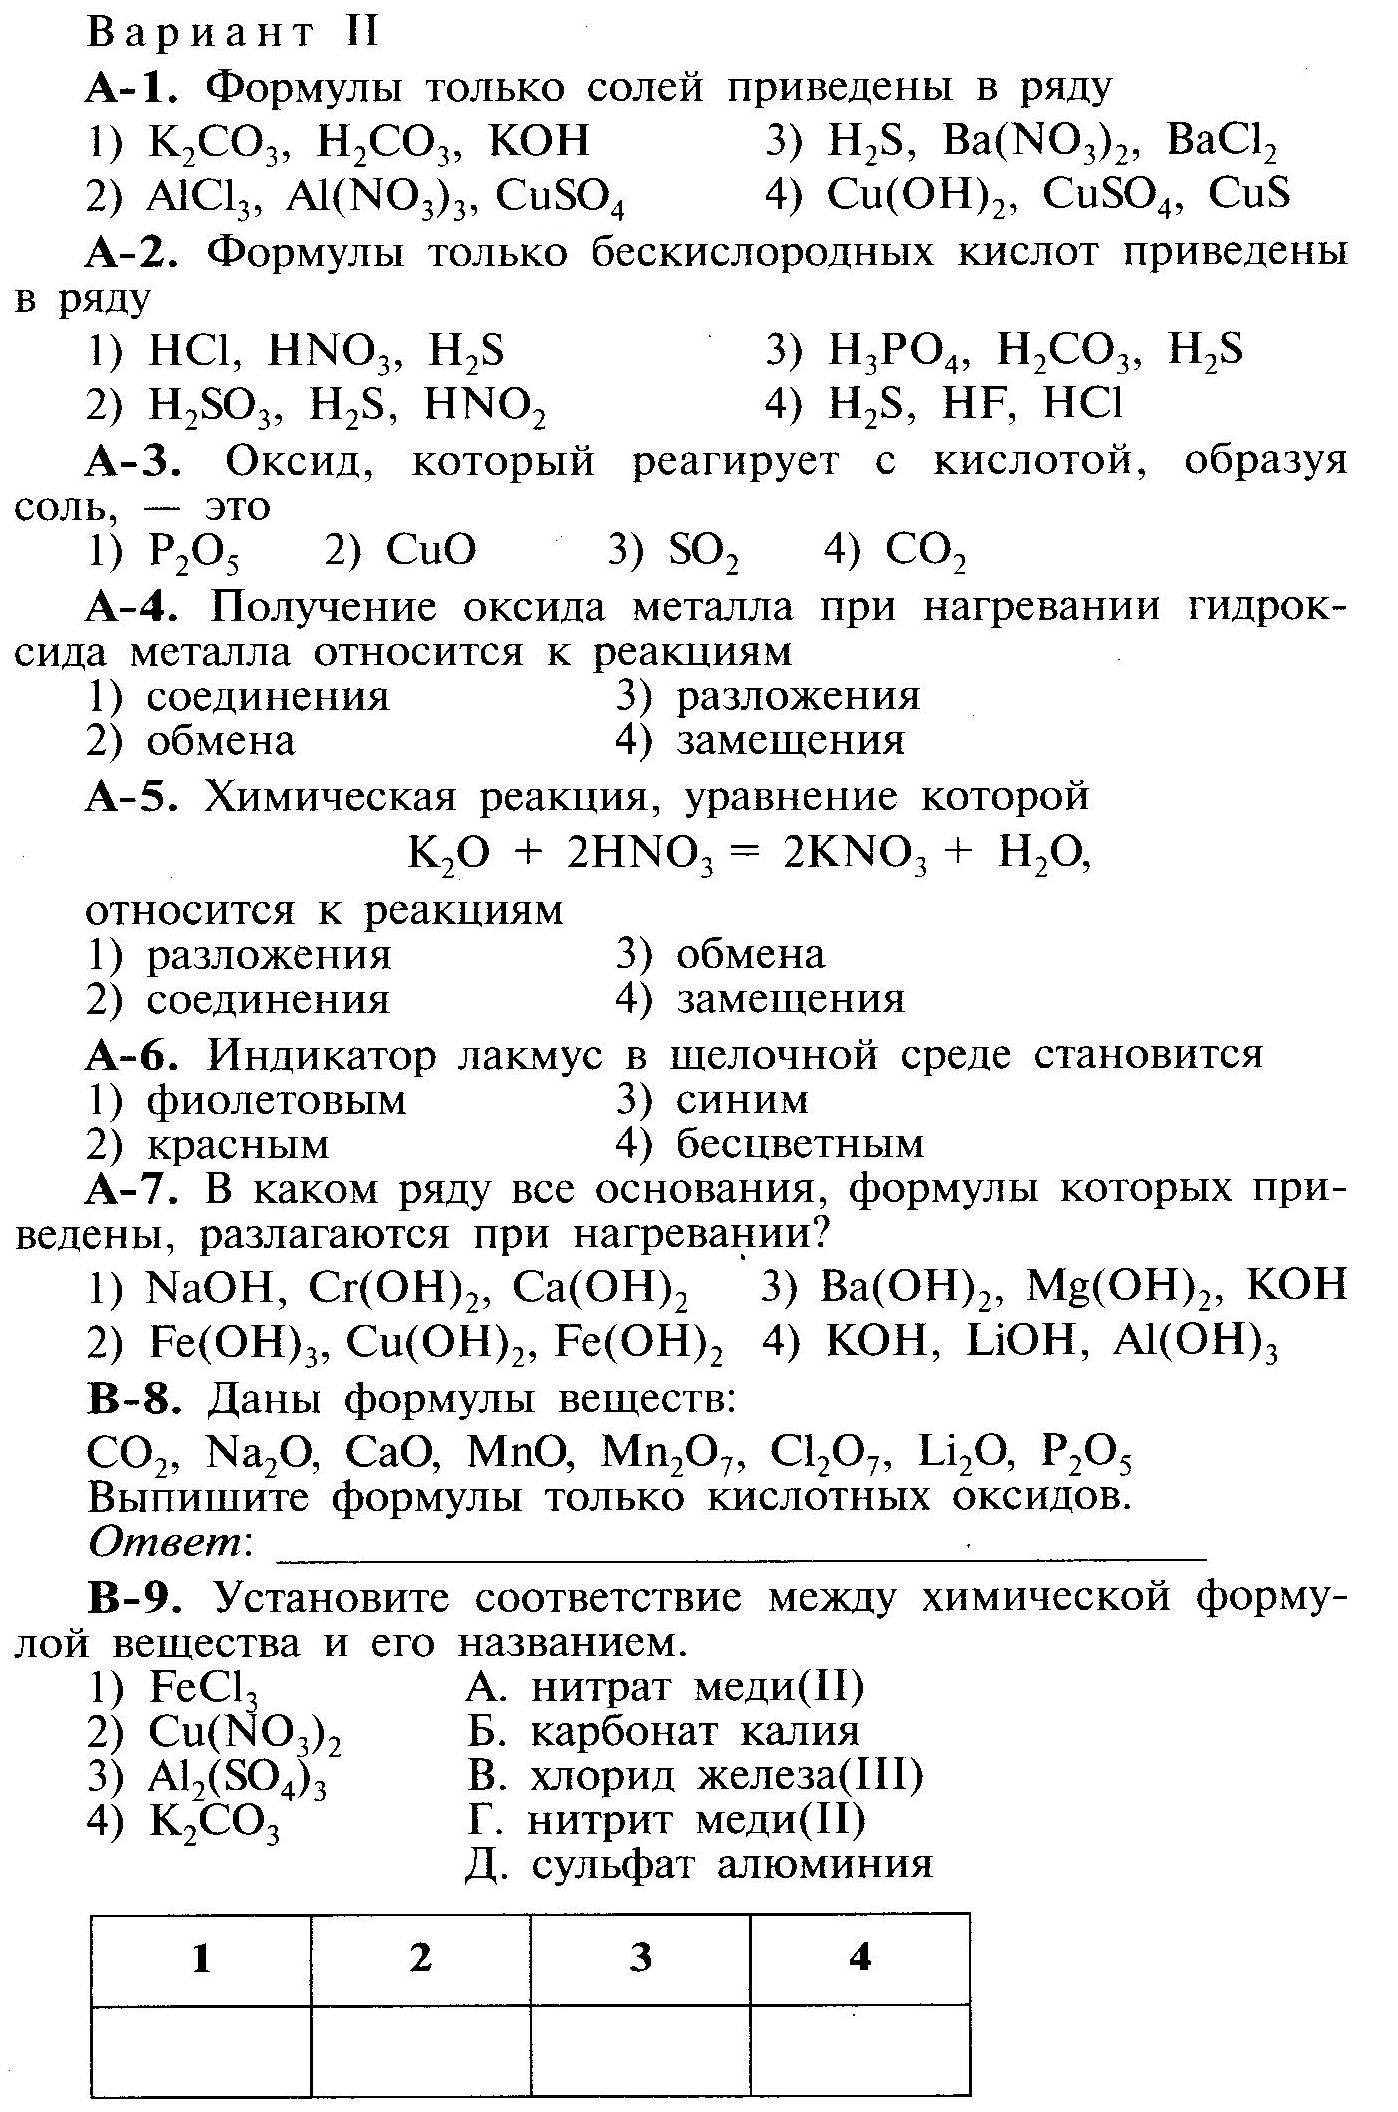 Вариант II
А-1. Формулы только солей приведены в ряду
1) K₂CO₃, H₂CO₃, KOH 3) H₂S, Ba(NO₃)₂, BaCl₂
2) AlCl₃, Al(NO₃)₃, CuSO₄ 4) Cu(OH)₂, CuSO₄, CuS
А-2. Формулы только бескислородных кислот приведены
в ряду
1) HCl, HNO₃, H₂S 3) H₃PO₄, H₂CO₃, H₂S
2) H₂SO₃, H₂S, HNO₂ 4) H₂S, HF, HCl
А-3. Оксид, который реагирует с кислотой, образуя
соль, — это
1) P₂O₅ 2) CuO 3) SO₂ 4) CO₂
А-4. Получение оксида металла при нагревании гидрок-
сида металла относится к реакциям
1) соединения 3) разложения
2) обмена 4) замещения
А-5. Химическая реакция, уравнение которой
K₂O + 2HNO₃ = 2KNO₃ + H₂O,
относится к реакциям
1) разложения 3) обмена
2) соединения 4) замещения
А-6. Индикатор лакмус в щелочной среде становится
1) фиолетовым 3) синим
2) красным 4) бесцветным
А-7. В каком ряду все основания, формулы которых при-
ведены, разлагаются при нагревании?
1) NaOH, Cr(OH)₂, Ca(OH)₂ 3) Ba(OH)₂, Mg(OH)₂, KOH
2) Fe(OH)₃, Cu(OH)₂, Fe(OH)₂ 4) KOH, LiOH, Al(OH)₃
В-8. Даны формулы веществ:
CO₂, Na₂O, CaO, MnO, Mn₂O₇, Cl₂O₇, Li₂O, P₂O₅
Выпишите формулы только кислотных оксидов.
Ответ:
В-9. Установите соответствие между химической форму-
лой вещества и его названием.
1) FeCl₃ А. нитрат меди(II)
2) Cu(NO₃)₂ Б. карбонат калия
3) Al₂(SO₄)₃ В. хлорид железа(III)
4) K₂CO₃ Г. нитрит меди(II)
Д. сульфат алюминия
1 2 3 4